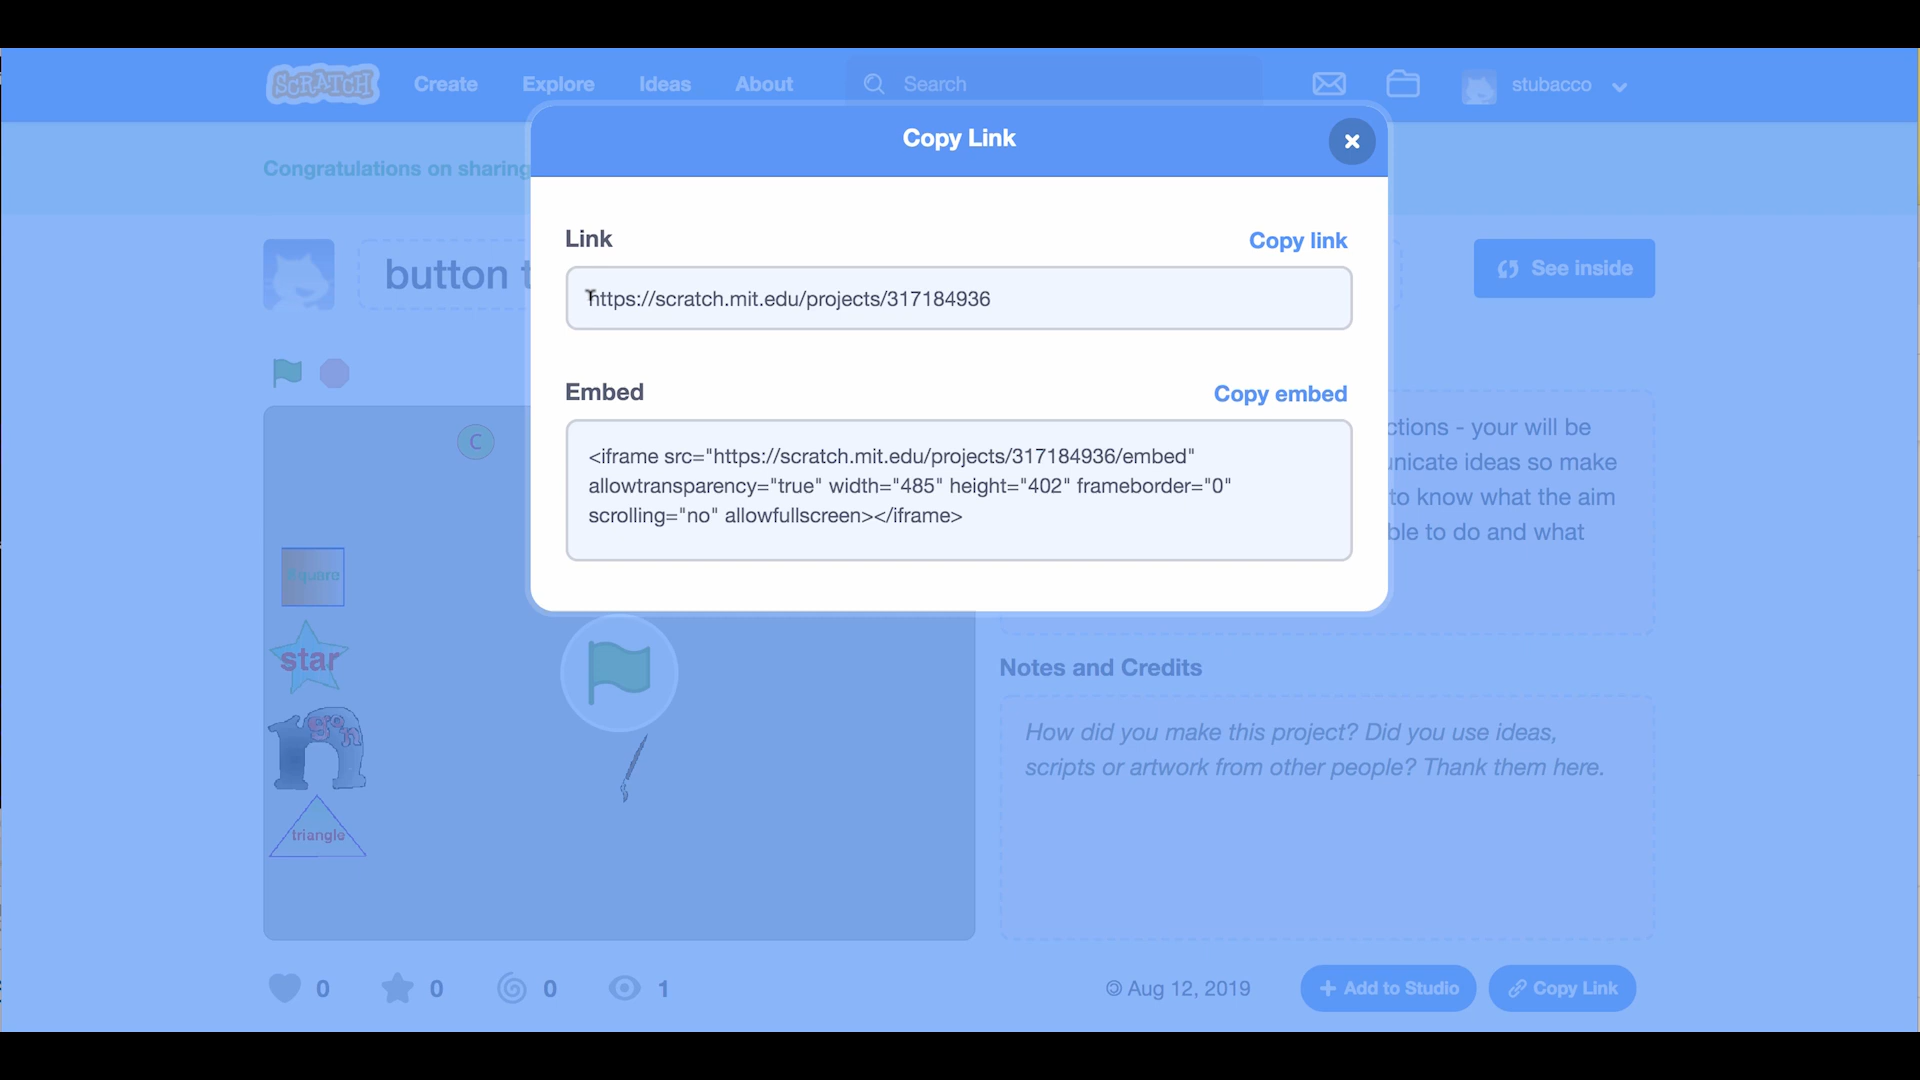 SCRATCH Create Explore Ideas About Search stubacco
Copy Link
Congratulations on sharing
Link Copy link
button
See inside
https://scratch.mit.edu/projects/317184936
Embed Copy embed
C
<iframe src="https://scratch.mit.edu/projects/317184936/embed"
allowtransparency="true" width="485" height="402" frameborder="0"
scrolling="no" allowfullscreen></iframe>
ctions - your will be
nicate ideas so make
to know what the aim
ble to do and what
square
star
triangle
Notes and Credits
How did you make this project? Did you use ideas,
scripts or artwork from other people? Thank them here.
0 0 0 1
© Aug 12, 2019 + Add to Studio Copy Link